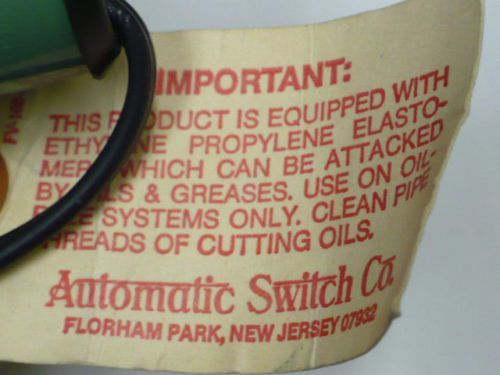 IMPORTANT:
THIS PRODUCT IS EQUIPPED WITH
ETHYLENE PROPYLENE ELASTO-
MERS WHICH CAN BE ATTACKED
BY OILS & GREASES. USE ON OIL-
FREE SYSTEMS ONLY. CLEAN PIPE
THREADS OF CUTTING OILS.
Automatic Switch Co.
FLORHAM PARK, NEW JERSEY 07932